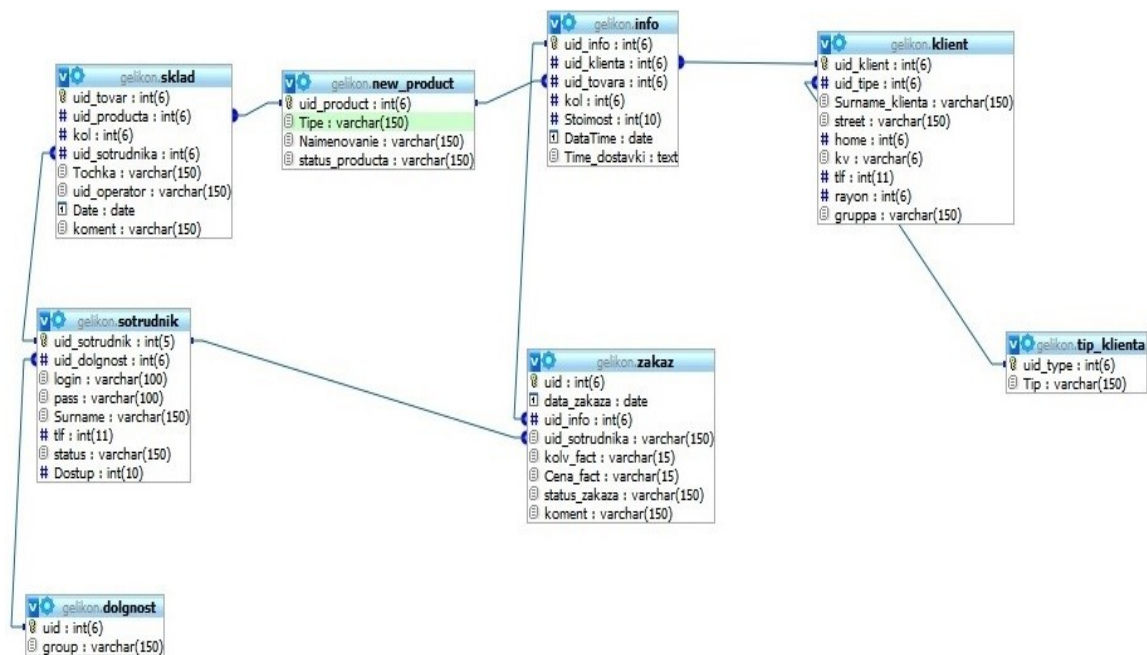 gelikon.sklad
uid_tovar : int(6)
uid_producta : int(6)
kol : int(6)
uid_sotrudnika : int(6)
Tochka : varchar(150)
uid_operator : varchar(150)
Date : date
koment : varchar(150)
gelikon.new_product
uid_product : int(6)
Tipe : varchar(150)
Naimenovanie : varchar(150)
status_producta : varchar(150)
gelikon.info
uid_info : int(6)
uid_klienta : int(6)
uid_tovara : int(6)
kol : int(6)
Stoimost : int(10)
DataTime : date
Time_dostavki : text
gelikon.klient
uid_klient : int(6)
uid_tipe : int(6)
Surname_klienta : varchar(150)
street : varchar(150)
home : int(6)
kv : varchar(6)
tlf : int(11)
rayon : int(6)
gruppa : varchar(150)
gelikon.sotrudnik
uid_sotrudnik : int(5)
uid_dolgnost : int(6)
login : varchar(100)
pass : varchar(100)
Surname : varchar(150)
tlf : int(11)
status : varchar(150)
Dostup : int(10)
gelikon.zakaz
uid : int(6)
data_zakaza : date
uid_info : int(6)
uid_sotrudnika : varchar(150)
kolv_fact : varchar(15)
Cena_fact : varchar(15)
status_zakaza : varchar(150)
koment : varchar(150)
gelikon.tip_klienta
uid_type : int(6)
Tip : varchar(150)
gelikon.dolgnost
uid : int(6)
group : varchar(150)